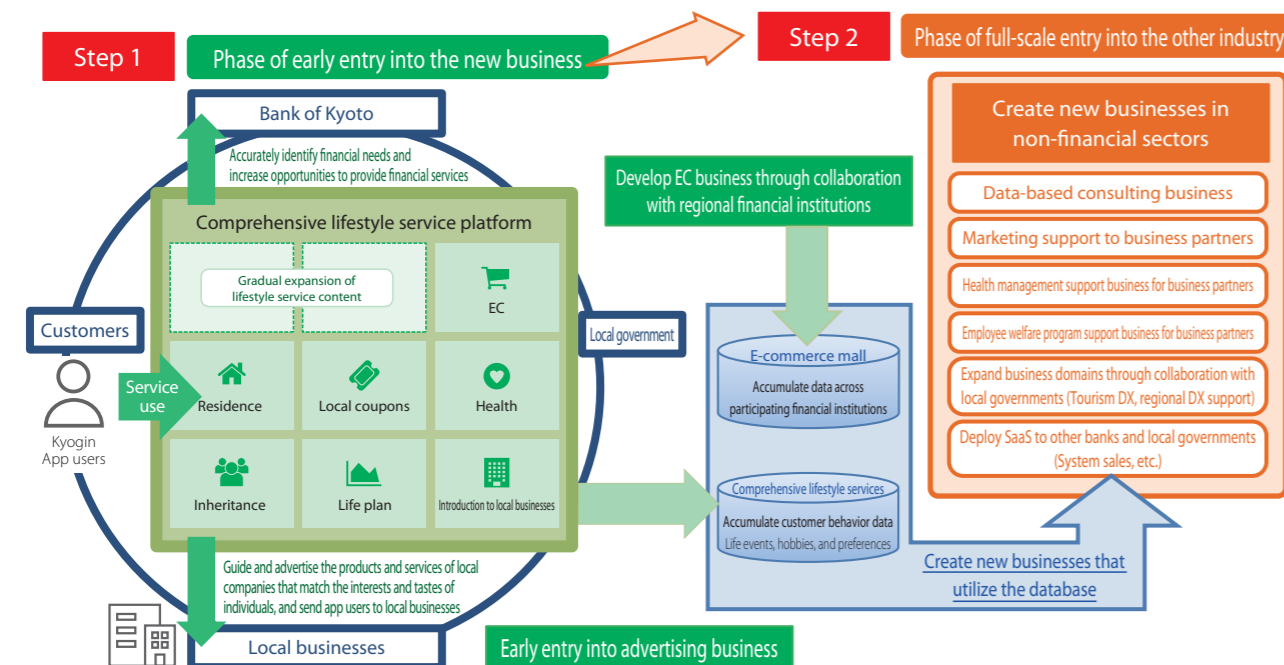 Step 1
Phase of early entry into the new business
Step 2
Phase of full-scale entry into the other industry
Bank of Kyoto
Accurately identify financial needs and
increase opportunities to provide financial services
Comprehensive lifestyle service platform
Gradual expansion of
lifestyle service content
EC
Residence
Local coupons
Health
Inheritance
Life plan
Introduction to local businesses
Customers
Service
use
Kyogin
App users
Local government
Guide and advertise the products and services of local
companies that match the interests and tastes of
individuals, and send app users to local businesses
Local businesses
Early entry into advertising business
Develop EC business through collaboration
with regional financial institutions
E-commerce mall
Accumulate data across
participating financial institutions
Comprehensive lifestyle services
Accumulate customer behavior data
Life events, hobbies, and preferences
Create new businesses that
utilize the database
Create new businesses in
non-financial sectors
Data-based consulting business
Marketing support to business partners
Health management support business for business partners
Employee welfare program support business for business partners
Expand business domains through collaboration with
local governments (Tourism DX, regional DX support)
Deploy SaaS to other banks and local governments
(System sales, etc.)